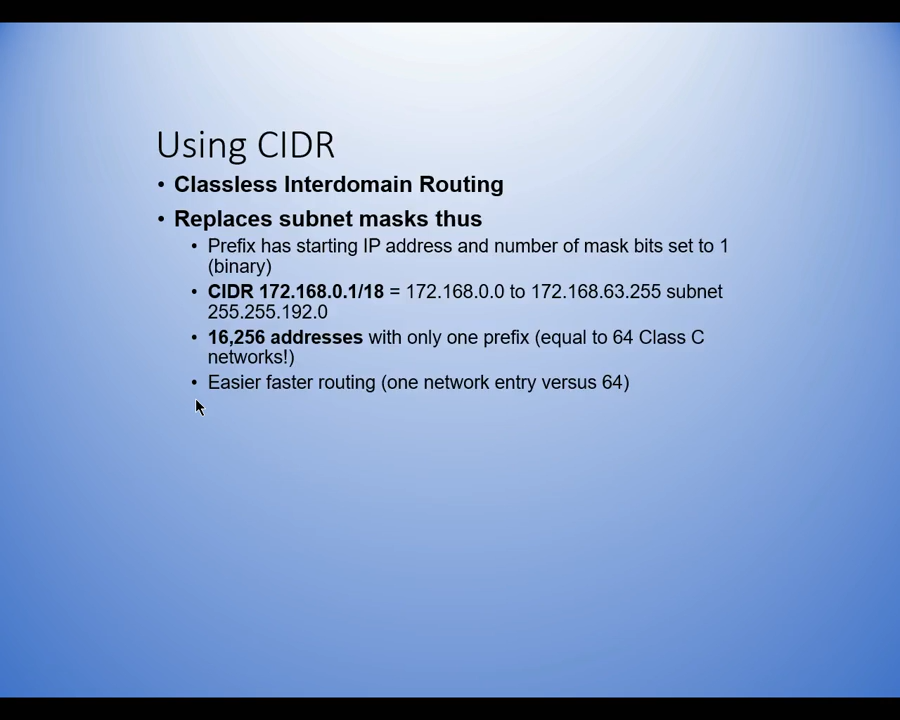 Using CIDR
• Classless Interdomain Routing
• Replaces subnet masks thus
• Prefix has starting IP address and number of mask bits set to 1
(binary)
• CIDR 172.168.0.1/18 = 172.168.0.0 to 172.168.63.255 subnet
255.255.192.0
• 16,256 addresses with only one prefix (equal to 64 Class C
networks!)
• Easier faster routing (one network entry versus 64)